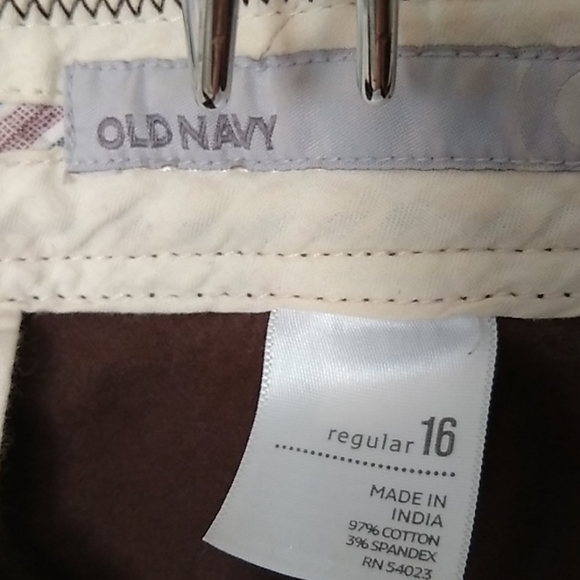 OLD NAVY
regular 16
MADE IN
INDIA
97% COTTON
3% SPANDEX
RN 54023